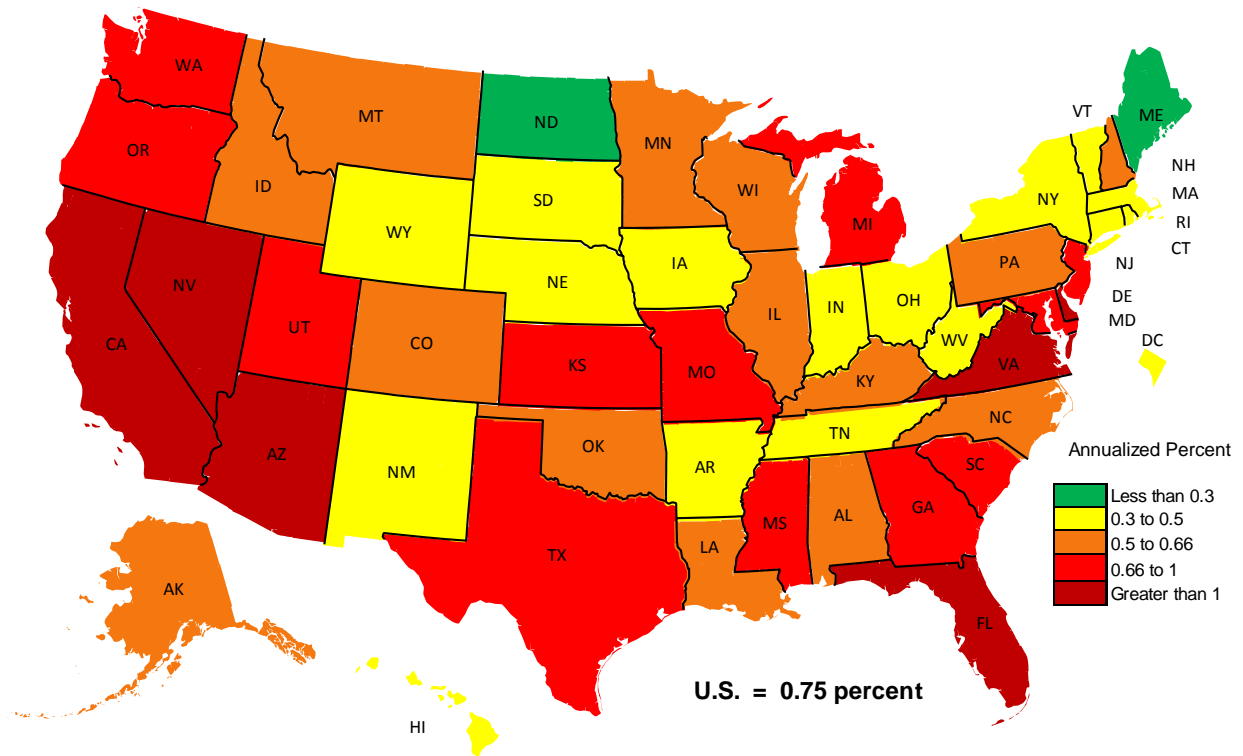 WA
MT
ND
MN
VT
ME
OR
ID
SD
WI
NH
MA
NY
MI
WY
RI
CT
IA
PA
NJ
NV
NE
IN
OH
DE
IL
MD
UT
CA
CO
WV
DC
KS
MO
VA
KY
NC
TN
AZ
OK
NM
AR
SC
Annualized Percent
Less than 0.3
MS
AL
GA
0.3 to 0.5
LA
0.5 to 0.66
TX
0.66 to 1
AK
Greater than 1
FL
U.S. = 0.75 percent
HI